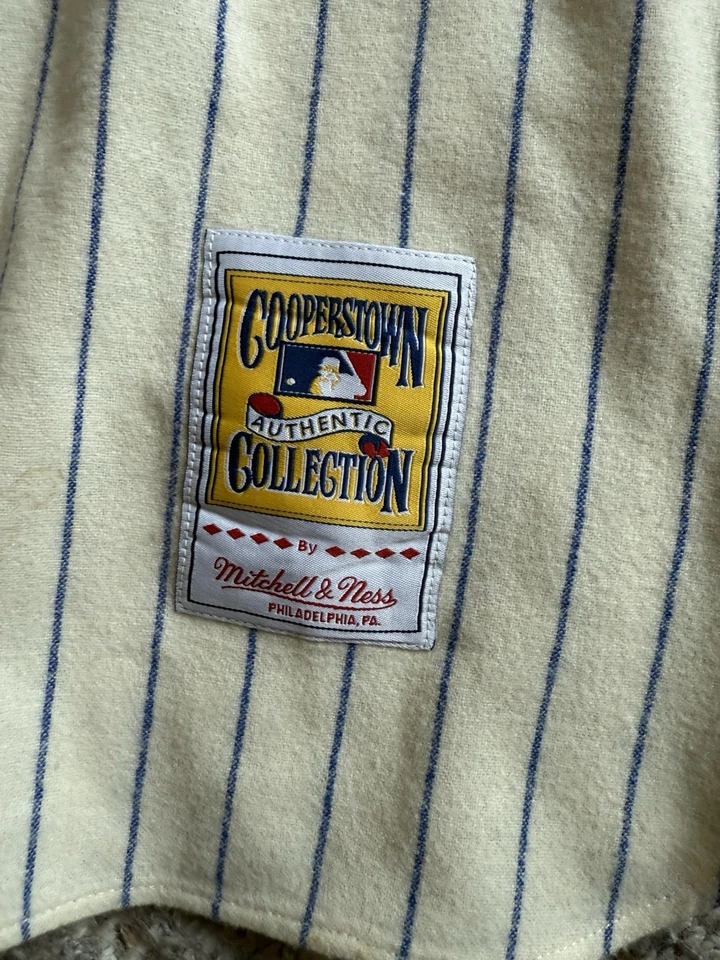 COOPERSTOWN
AUTHENTIC
COLLECTION
By
Mitchell & Ness
PHILADELPHIA, PA.